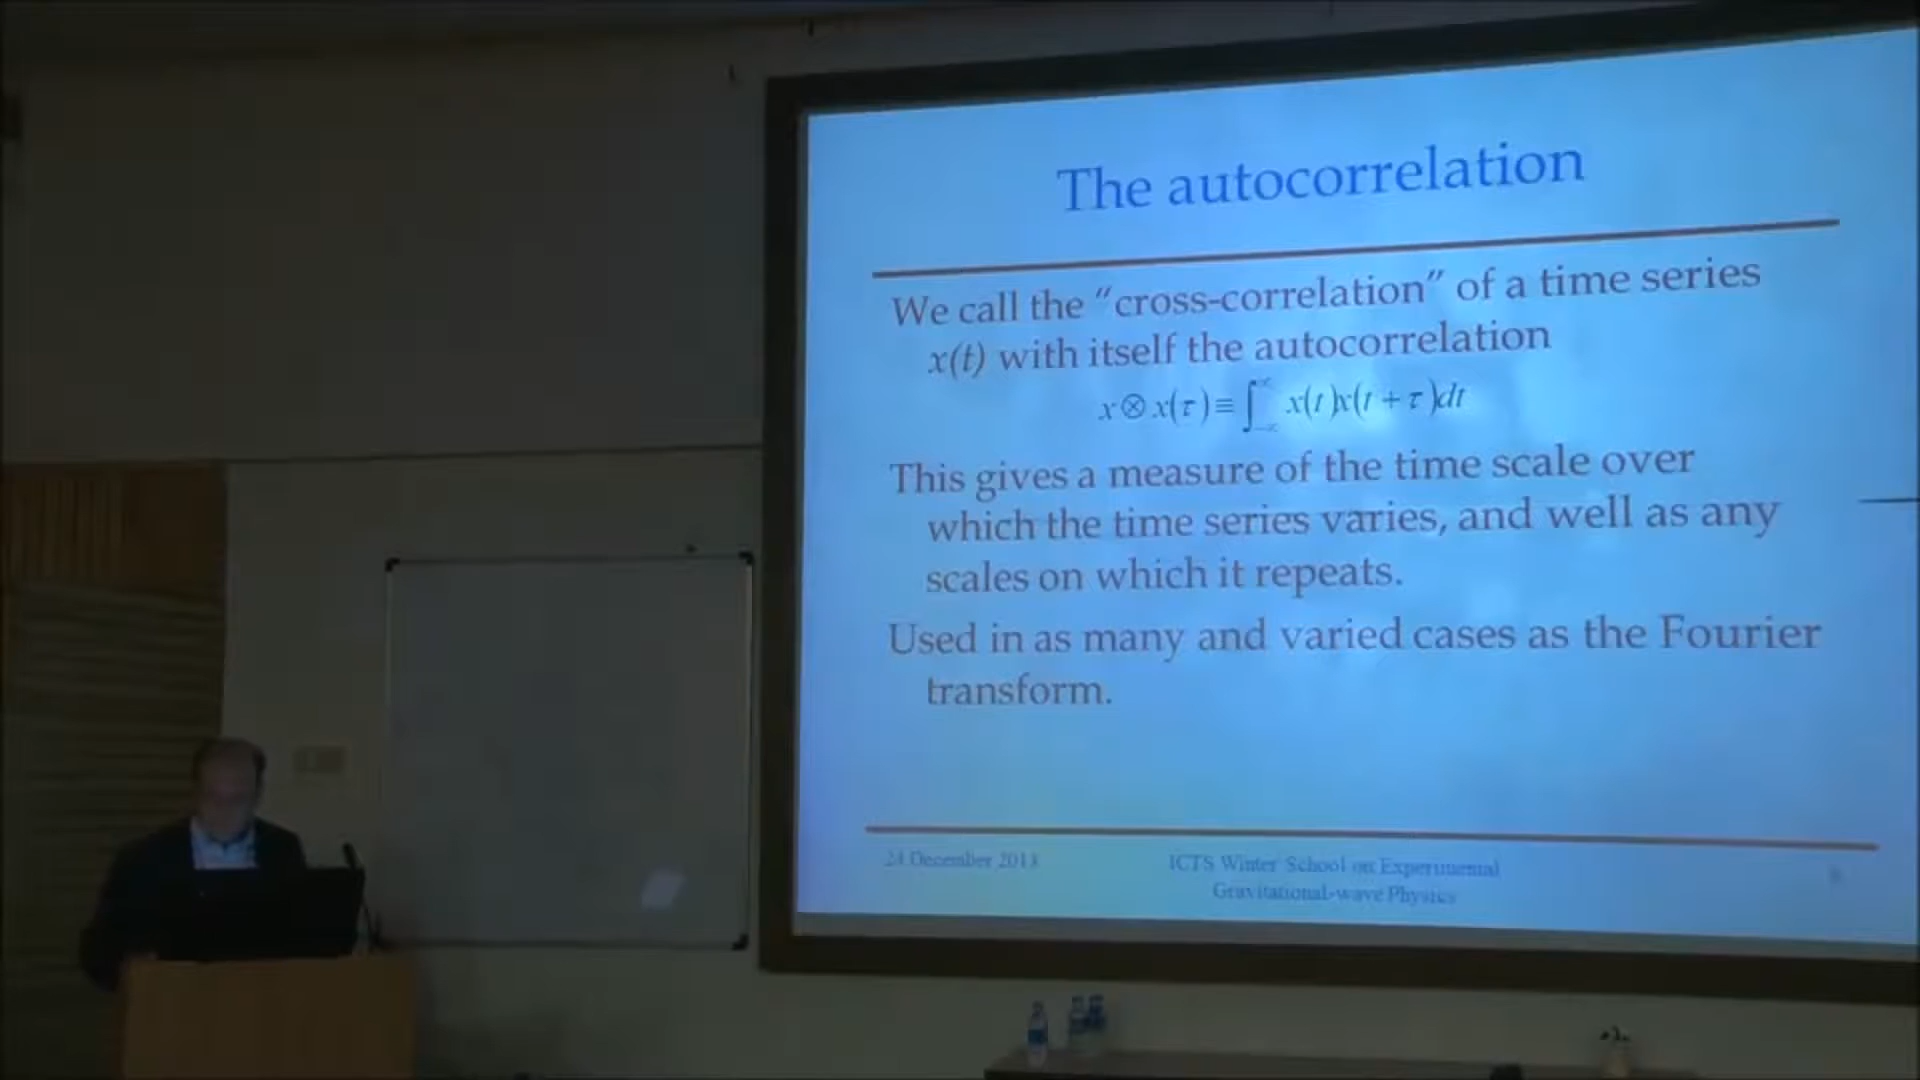 The autocorrelation
We call the “cross-correlation” of a time series
x(t) with itself the autocorrelation
x⊗x(τ)≡∫_{-∞}^{∞} x(t)x(t+τ)dt
This gives a measure of the time scale over
which the time series varies, and well as any
scales on which it repeats.
Used in as many and varied cases as the Fourier
transform.
24 December 2013
ICTS Winter School on Experimental
Gravitational-wave Physics